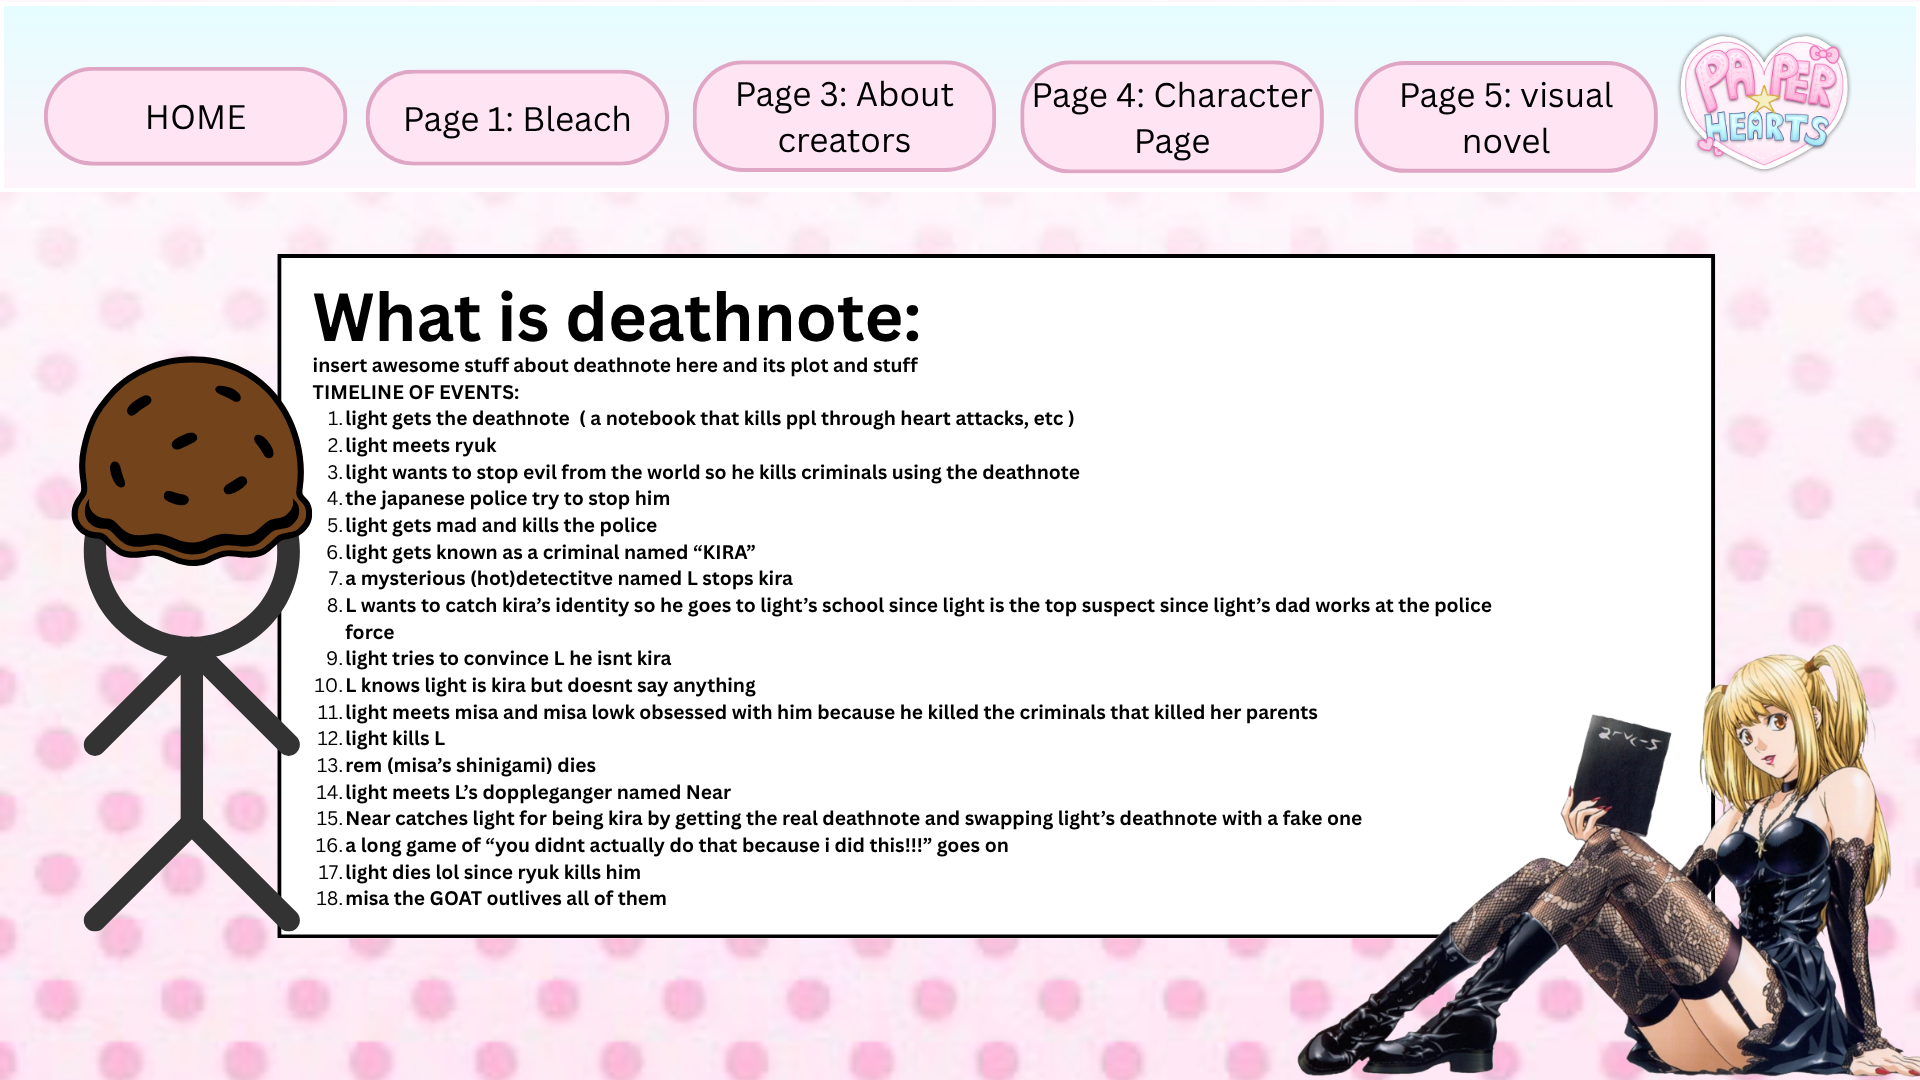 HOME
Page 1: Bleach
Page 3: About
creators
Page 4: Character
Page
Page 5: visual
novel
PAPER
HEARTS
What is deathnote:
insert awesome stuff about deathnote here and its plot and stuff
TIMELINE OF EVENTS:
1. light gets the deathnote ( a notebook that kills ppl through heart attacks, etc )
2. light meets ryuk
3. light wants to stop evil from the world so he kills criminals using the deathnote
4. the japanese police try to stop him
5. light gets mad and kills the police
6. light gets known as a criminal named “KIRA”
7. a mysterious (hot)detectitve named L stops kira
8. L wants to catch kira’s identity so he goes to light’s school since light is the top suspect since light’s dad works at the police
force
9. light tries to convince L he isnt kira
10. L knows light is kira but doesnt say anything
11. light meets misa and misa lowk obsessed with him because he killed the criminals that killed her parents
12. light kills L
13. rem (misa’s shinigami) dies
14. light meets L’s doppleganger named Near
15. Near catches light for being kira by getting the real deathnote and swapping light’s deathnote with a fake one
16. a long game of “you didnt actually do that because i did this!!!” goes on
17. light dies lol since ryuk kills him
18. misa the GOAT outlives all of them